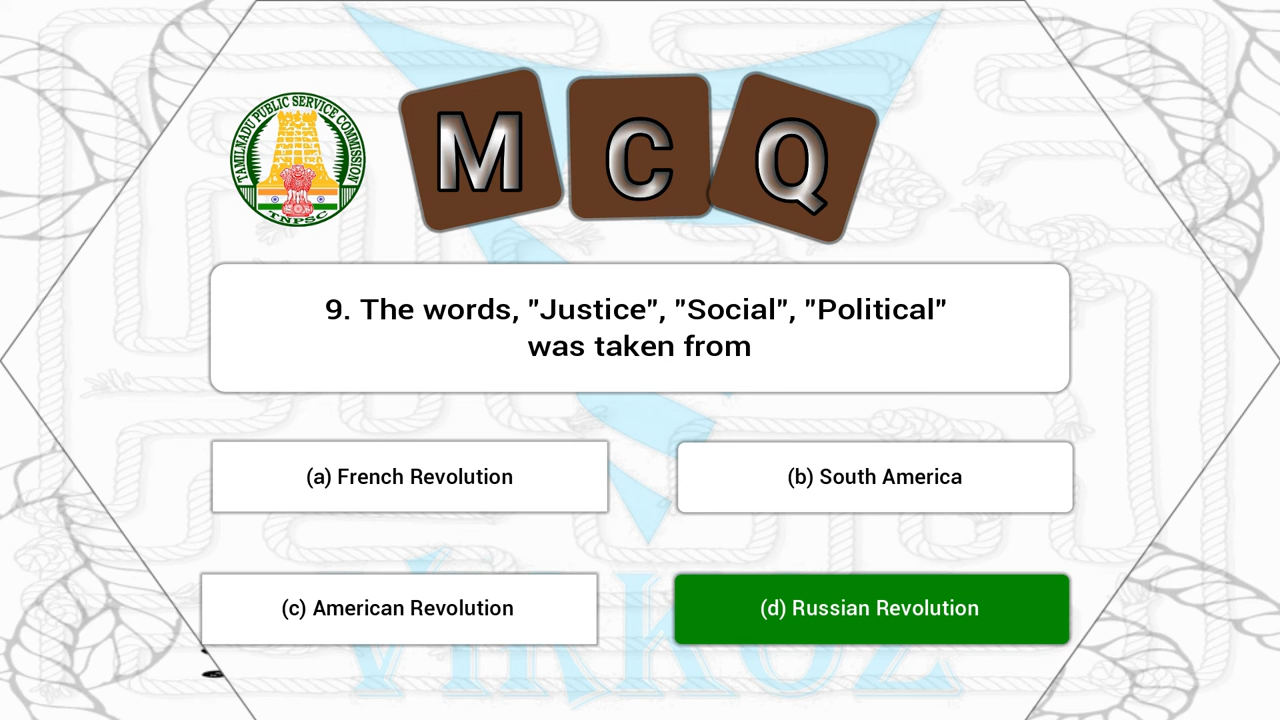 TAMILNADU PUBLIC SERVICE COMMISSION
TNPSC
M C Q
9. The words, "Justice", "Social", "Political"
was taken from
(a) French Revolution
(b) South America
(c) American Revolution
(d) Russian Revolution